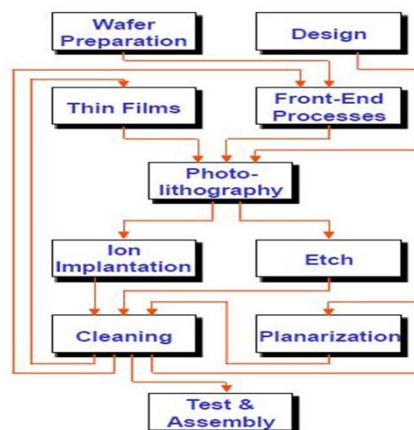 Wafer
Preparation
Design
Thin Films
Front-End
Processes
Photo-
lithography
Ion
Implantation
Etch
Cleaning
Planarization
Test &
Assembly